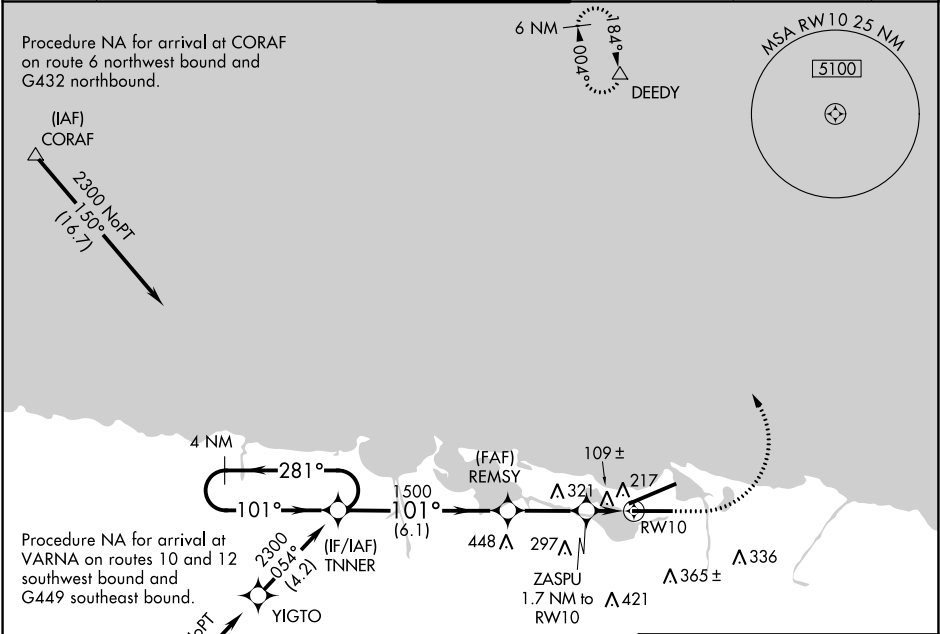 Procedure NA for arrival at CORAF
on route 6 northwest bound and
G432 northbound.
(IAF)
CORAF
2300 NoPT
150°
(16.7)
6 NM
184°
004°
DEEDY
MSA RW10 25 NM
5100
4 NM
281°
101°
(IF/IAF)
TNNER
1500
101°
(6.1)
(FAF)
REMSY
448
321
109 ±
217
297
RW10
ZASPU
1.7 NM to
RW10
421
365 ±
336
Procedure NA for arrival at
VARNA on routes 10 and 12
southwest bound and
G449 southeast bound.
2300
054°
(4.2)
YIGTO
NoPT